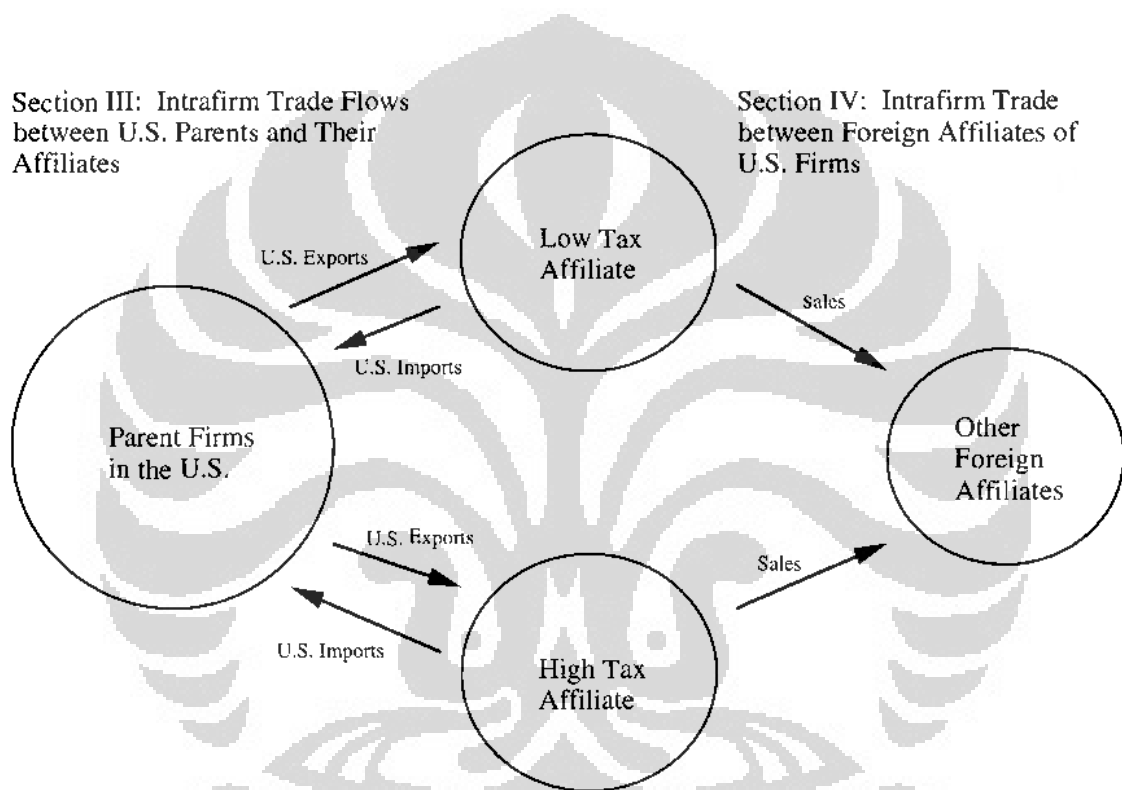 Section III: Intrafirm Trade Flows
between U.S. Parents and Their
Affiliates
Section IV: Intrafirm Trade
between Foreign Affiliates of
U.S. Firms
Low Tax
Affiliate
U.S. Exports
Sales
U.S. Imports
Parent Firms
in the U.S.
Other
Foreign
Affiliates
U.S. Exports
Sales
U.S. Imports
High Tax
Affiliate